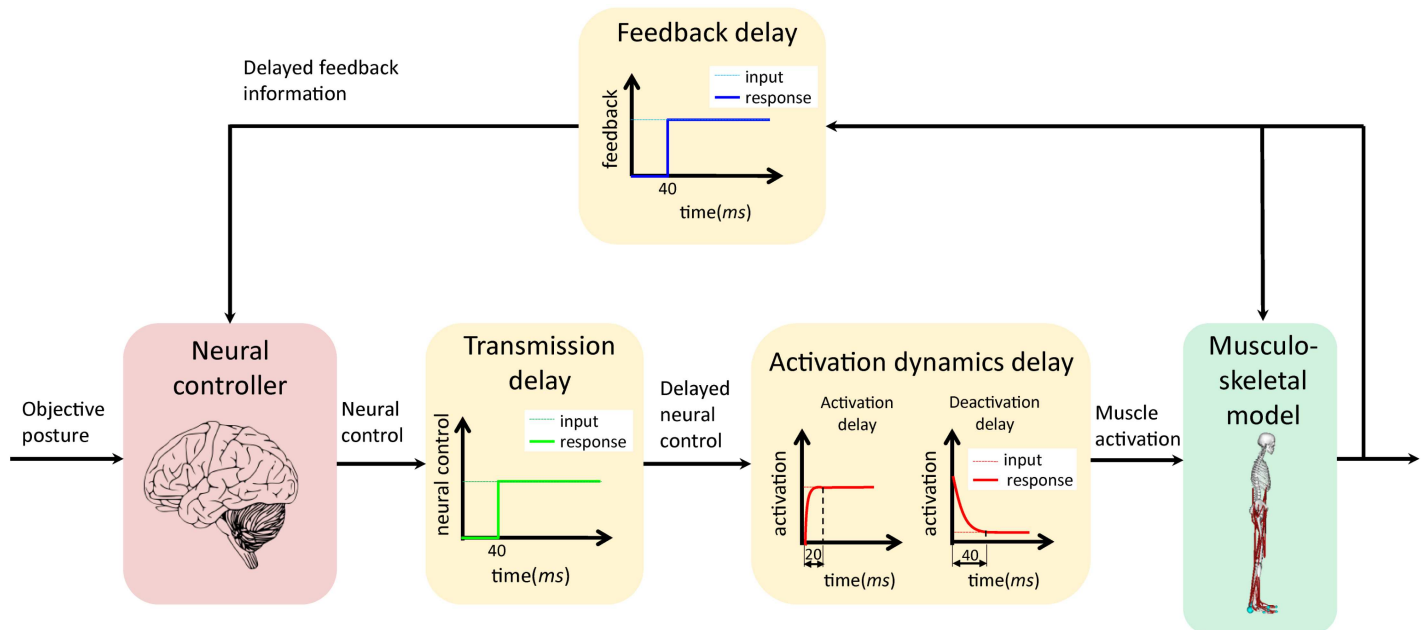 Feedback delay
Delayed feedback
information
input
response
feedback
40
time(ms)
Objective
posture
Neural
controller
Neural
control
Transmission
delay
input
response
neural control
40
time(ms)
Delayed
neural
control
Activation dynamics delay
Activation
delay
activation
20
time(ms)
Deactivation
delay
input
response
activation
40
time(ms)
Muscle
activation
Musculo-
skeletal
model